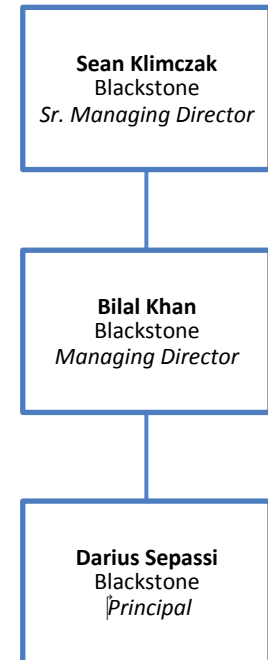 Sean Klimczak
Blackstone
Sr. Managing Director
Bilal Khan
Blackstone
Managing Director
Darius Sepassi
Blackstone
Principal